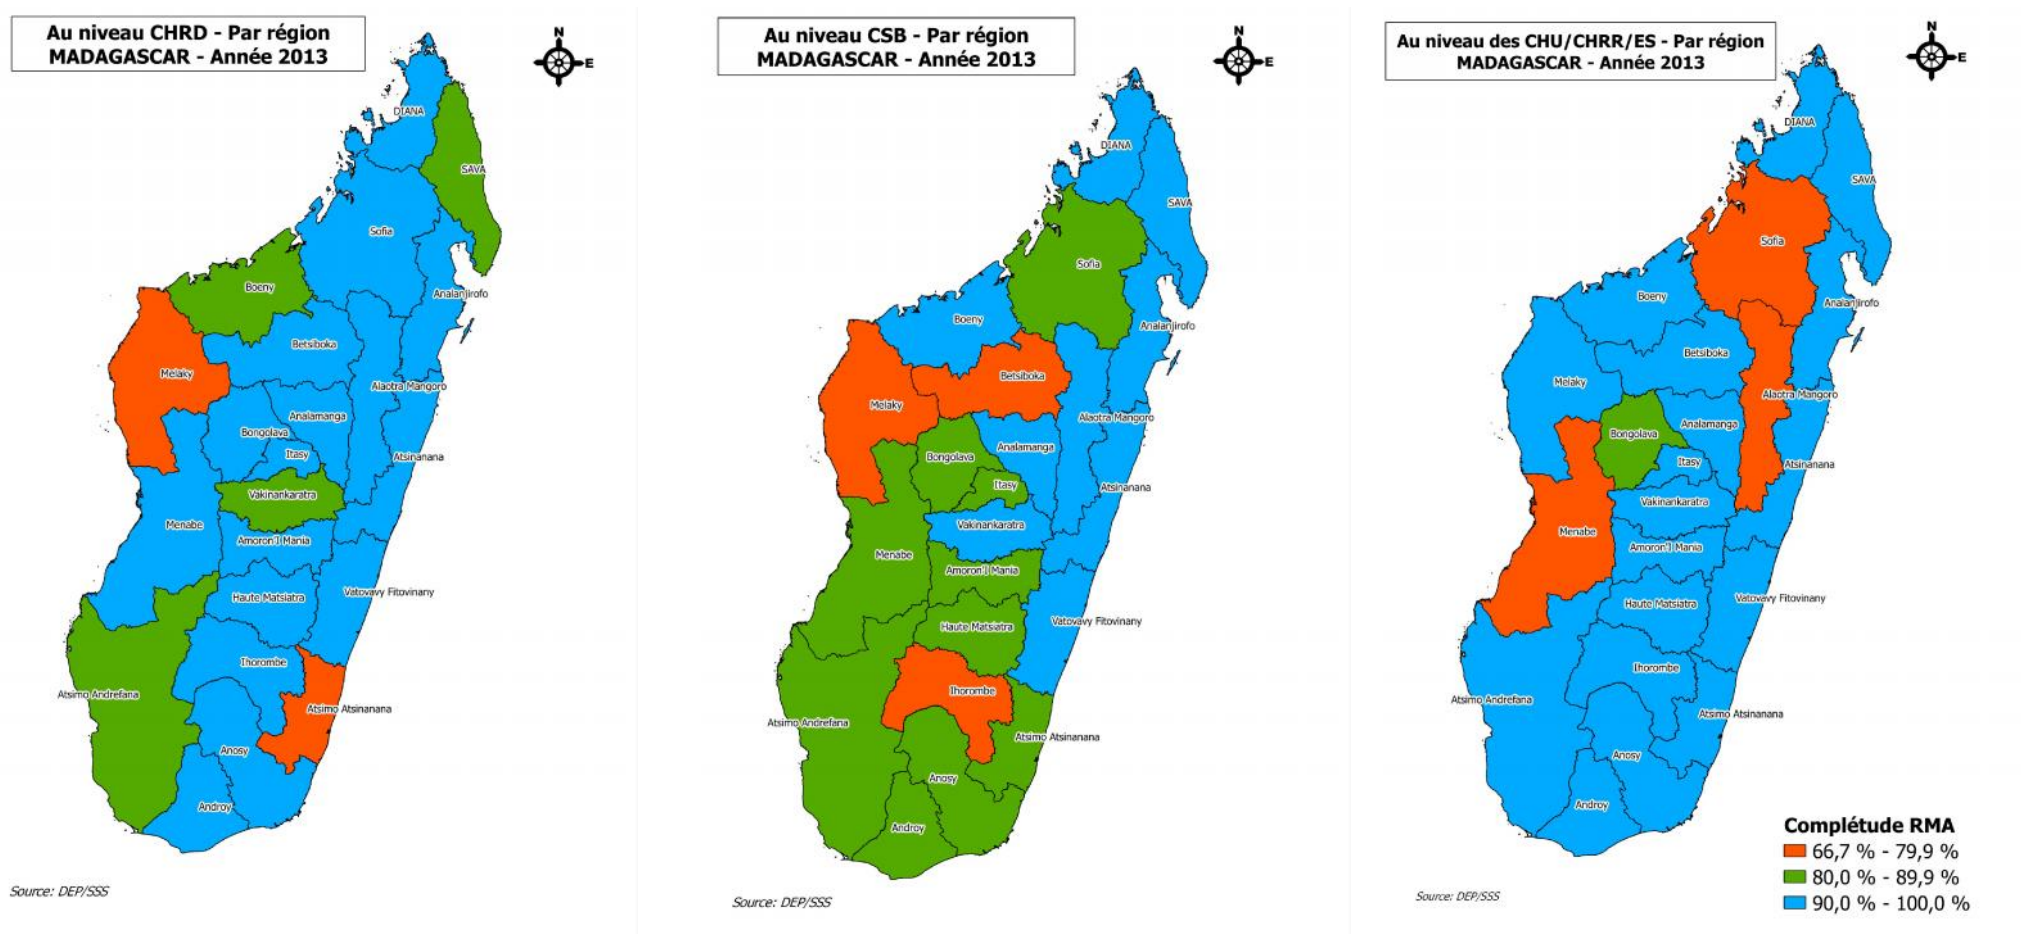 Au niveau CHRD - Par région
MADAGASCAR - Année 2013
N
E
DIANA
SAVA
Sofia
Boeny
Analanjirofo
Betsiboka
Melaky
Alaotra Mangoro
Analamanga
Bongolava
Itasy
Atsinanana
Vakinankaratra
Menabe
Amoron'I Mania
Haute Matsiatra
Vatovavy Fitovinany
Ihorombe
Atsimo Andrefana
Atsimo Atsinanana
Anosy
Androy
Source: DEP/SSS
Au niveau CSB - Par région
MADAGASCAR - Année 2013
N
E
DIANA
SAVA
Sofia
Boeny
Analanjirofo
Betsiboka
Melaky
Alaotra Mangoro
Analamanga
Bongolava
Itasy
Atsinanana
Vakinankaratra
Menabe
Amoron'I Mania
Haute Matsiatra
Vatovavy Fitovinany
Ihorombe
Atsimo Andrefana
Atsimo Atsinanana
Anosy
Androy
Source: DEP/SSS
Au niveau des CHU/CHRR/ES - Par région
MADAGASCAR - Année 2013
N
E
DIANA
SAVA
Sofia
Boeny
Analanjirofo
Betsiboka
Melaky
Alaotra Mangoro
Analamanga
Bongolava
Itasy
Atsinanana
Vakinankaratra
Menabe
Amoron'I Mania
Haute Matsiatra
Vatovavy Fitovinany
Ihorombe
Atsimo Andrefana
Atsimo Atsinanana
Anosy
Androy
Complétude RMA
66,7 % - 79,9 %
80,0 % - 89,9 %
90,0 % - 100,0 %
Source: DEP/SSS